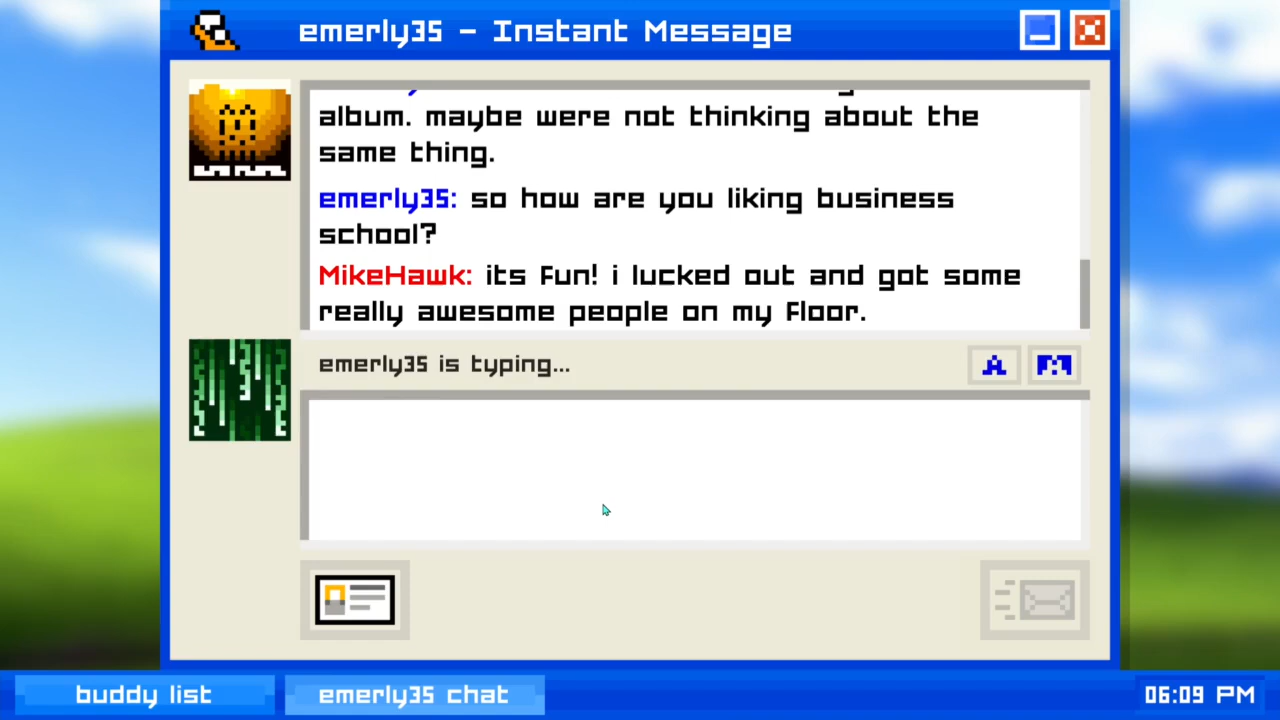 emerly35 - Instant Message
album. maybe were not thinking about the
same thing.
emerly35: so how are you liking business
school?
MikeHawk: its fun! i lucked out and got some
really awesome people on my floor.
emerly35 is typing...
A
buddy list
emerly35 chat
06:09 PM